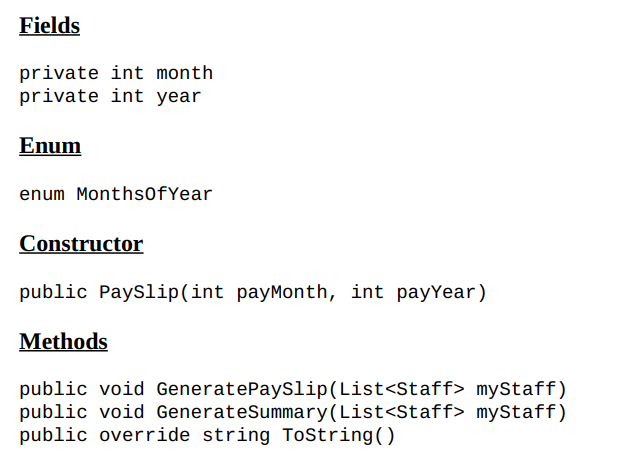 Fields
private int month
private int year
Enum
enum MonthsOfYear
Constructor
public PaySlip(int payMonth, int payYear)
Methods
public void GeneratePaySlip(List<Staff> myStaff)
public void GenerateSummary(List<Staff> myStaff)
public override string ToString()